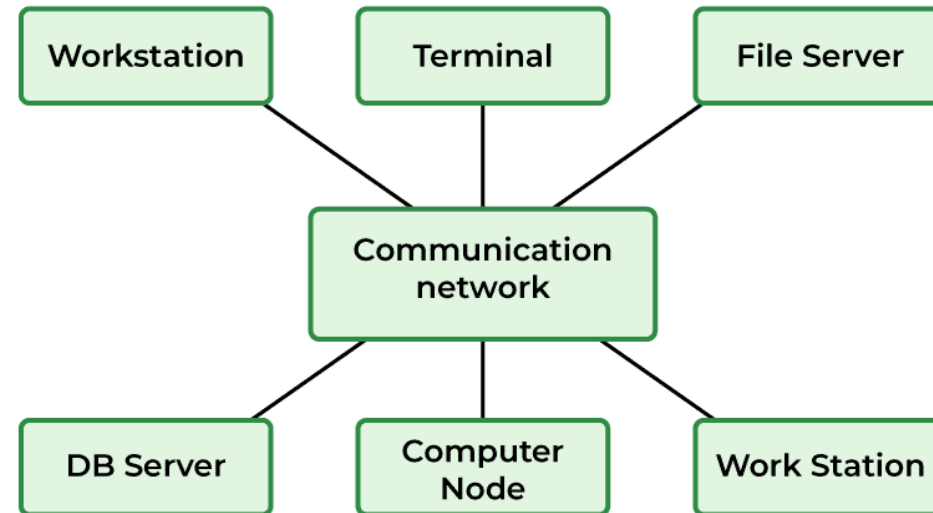 Workstation
Terminal
File Server
Communication
network
DB Server
Computer
Node
Work Station